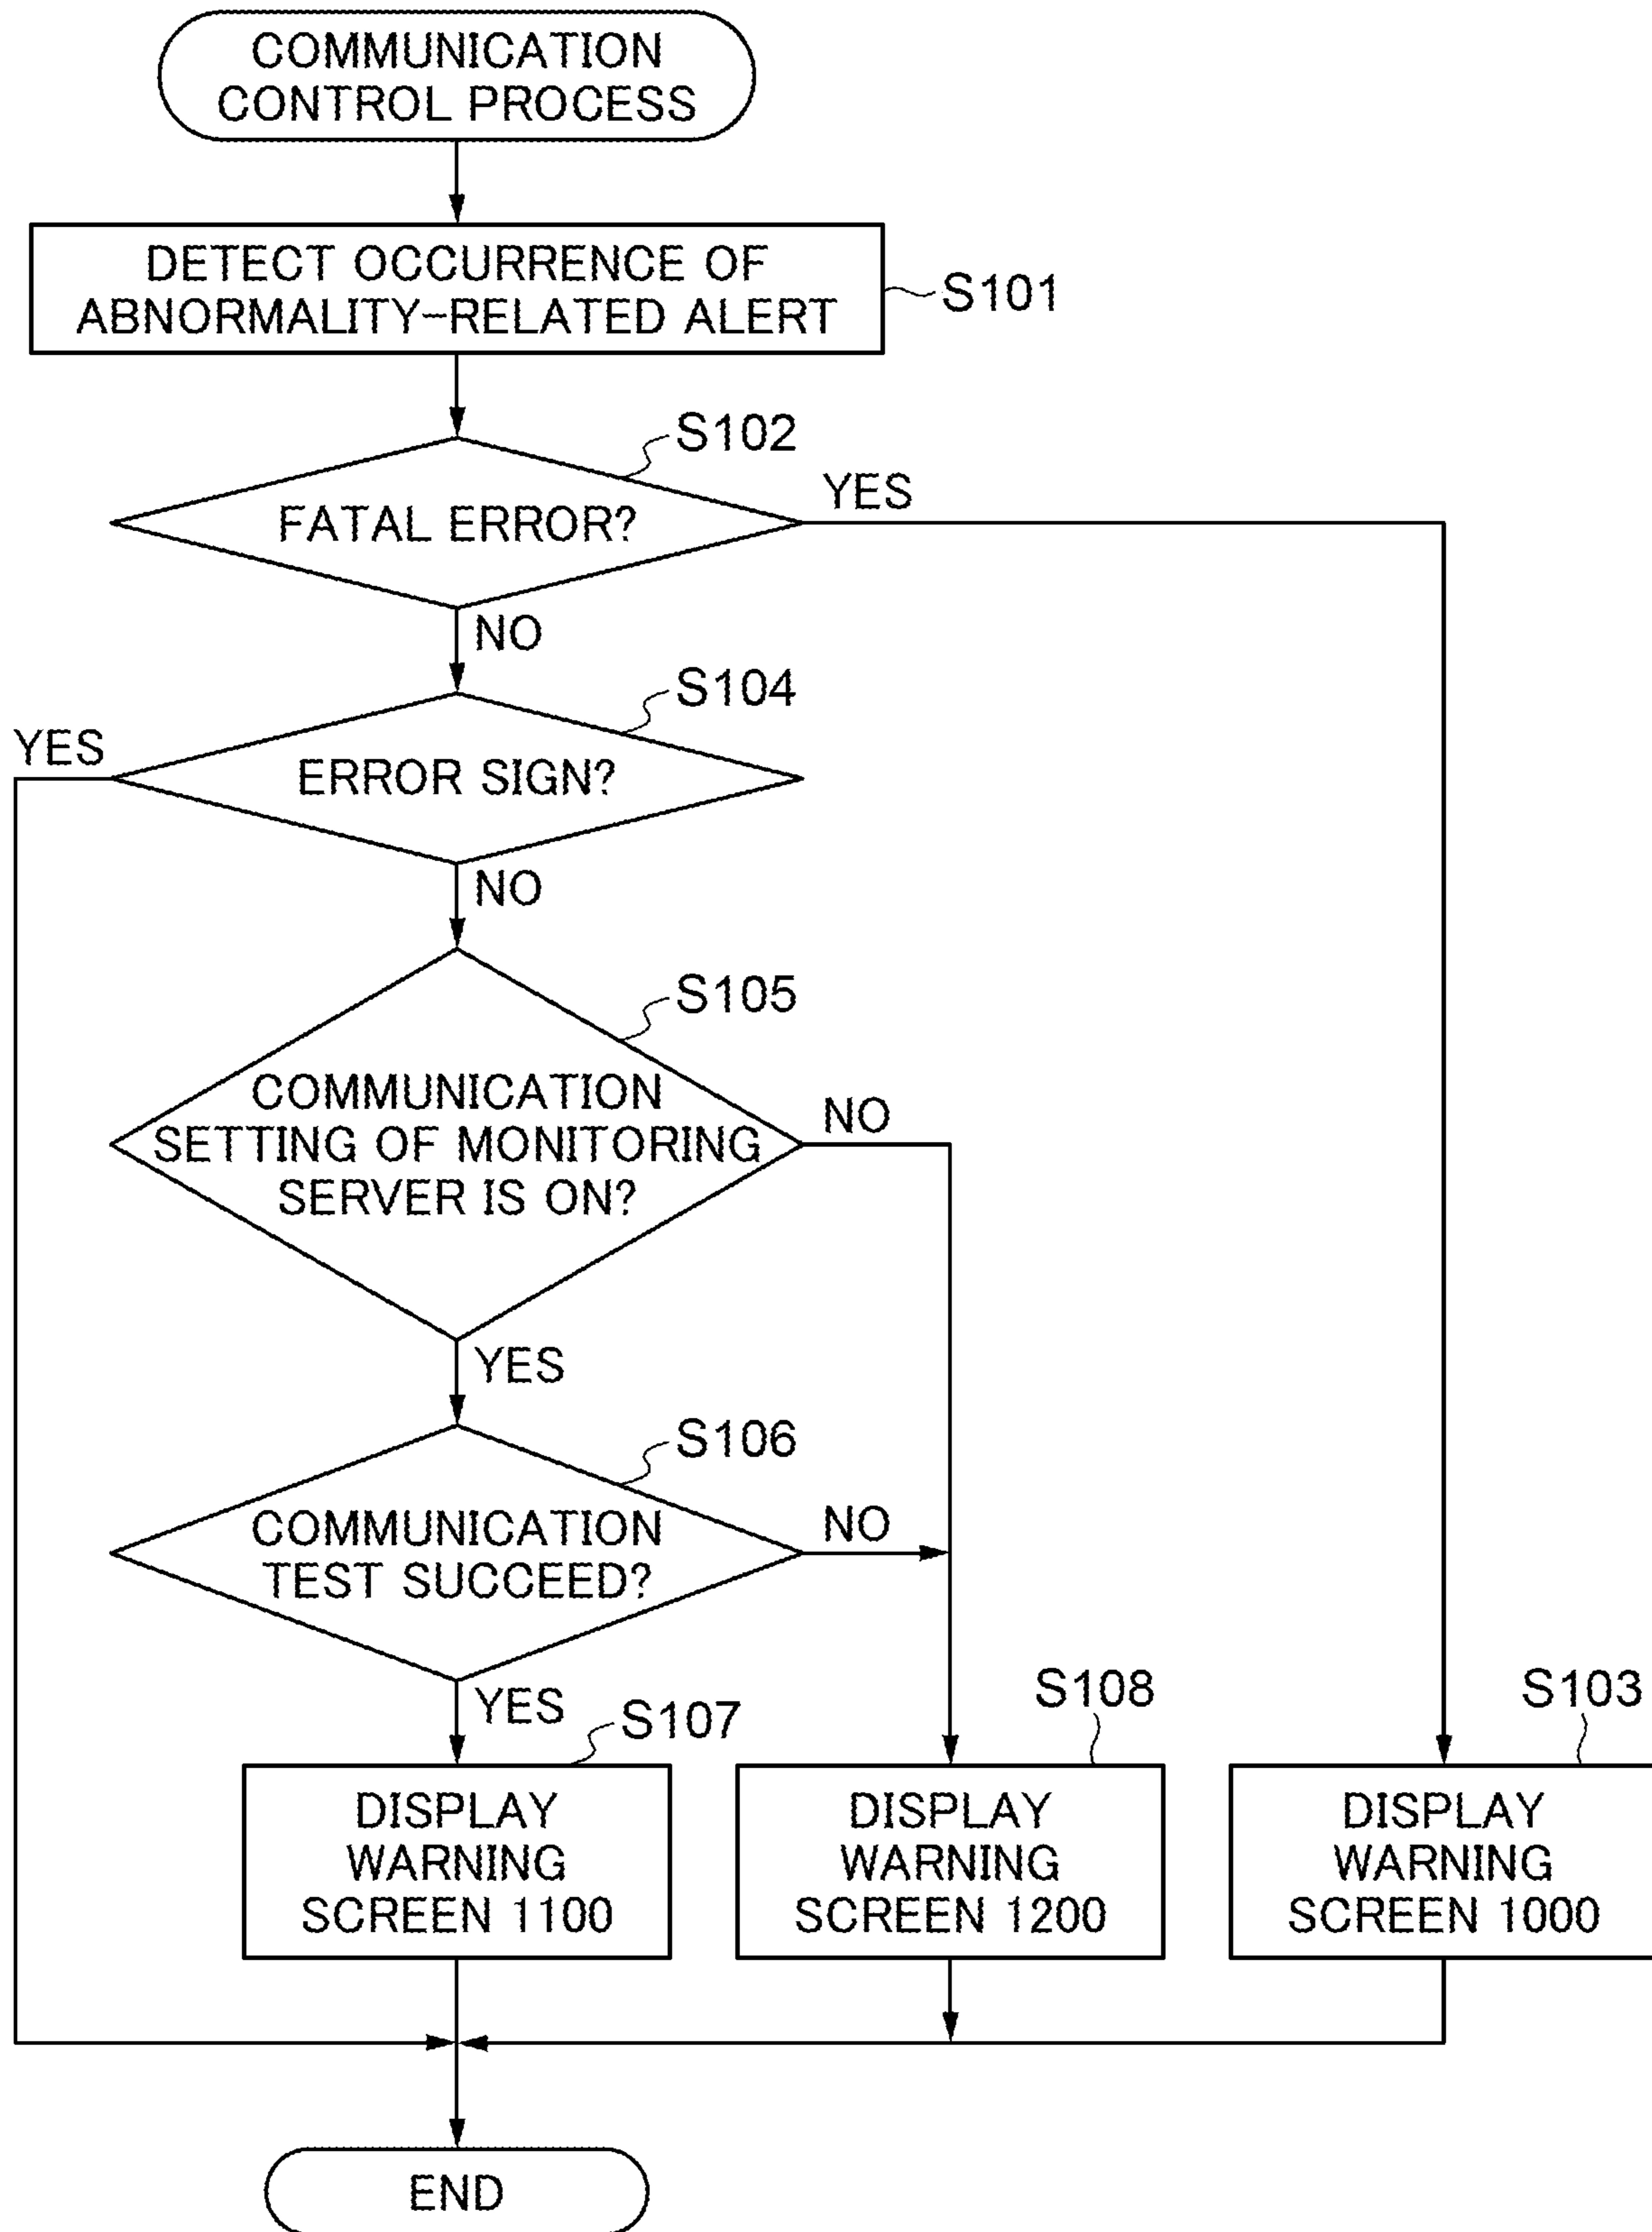 COMMUNICATION
CONTROL PROCESS
DETECT OCCURRENCE OF
ABNORMALITY-RELATED ALERT
S101
S102
FATAL ERROR?
YES
NO
S104
YES
ERROR SIGN?
NO
S105
COMMUNICATION
SETTING OF MONITORING
SERVER IS ON?
NO
YES
S106
COMMUNICATION
TEST SUCCEED?
NO
YES
S107
DISPLAY
WARNING
SCREEN 1100
S108
DISPLAY
WARNING
SCREEN 1200
S103
DISPLAY
WARNING
SCREEN 1000
END